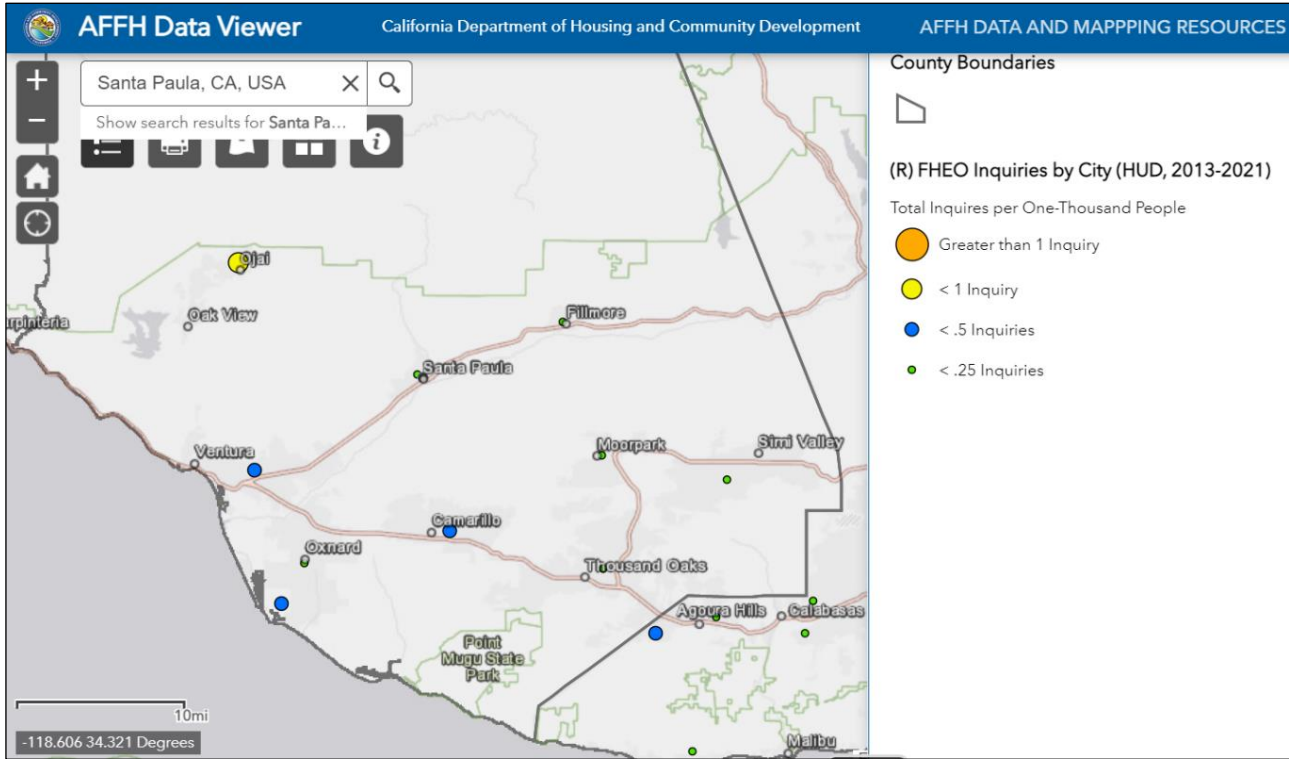 AFFH Data Viewer
California Department of Housing and Community Development
AFFH DATA AND MAPPPING RESOURCES
+
Santa Paula, CA, USA
Show search results for Santa Pa...
−
County Boundaries
(R) FHEO Inquiries by City (HUD, 2013-2021)
Total Inquires per One-Thousand People
Greater than 1 Inquiry
< 1 Inquiry
< .5 Inquiries
< .25 Inquiries
Ojai
Oak View
rpinteria
Fillmore
Santa Paula
Ventura
Moorpark
Simi Valley
Camarillo
Oxnard
Thousand Oaks
Agoura Hills
Calabasas
Point
Mugu State
Park
Malibu
10mi
-118.606 34.321 Degrees